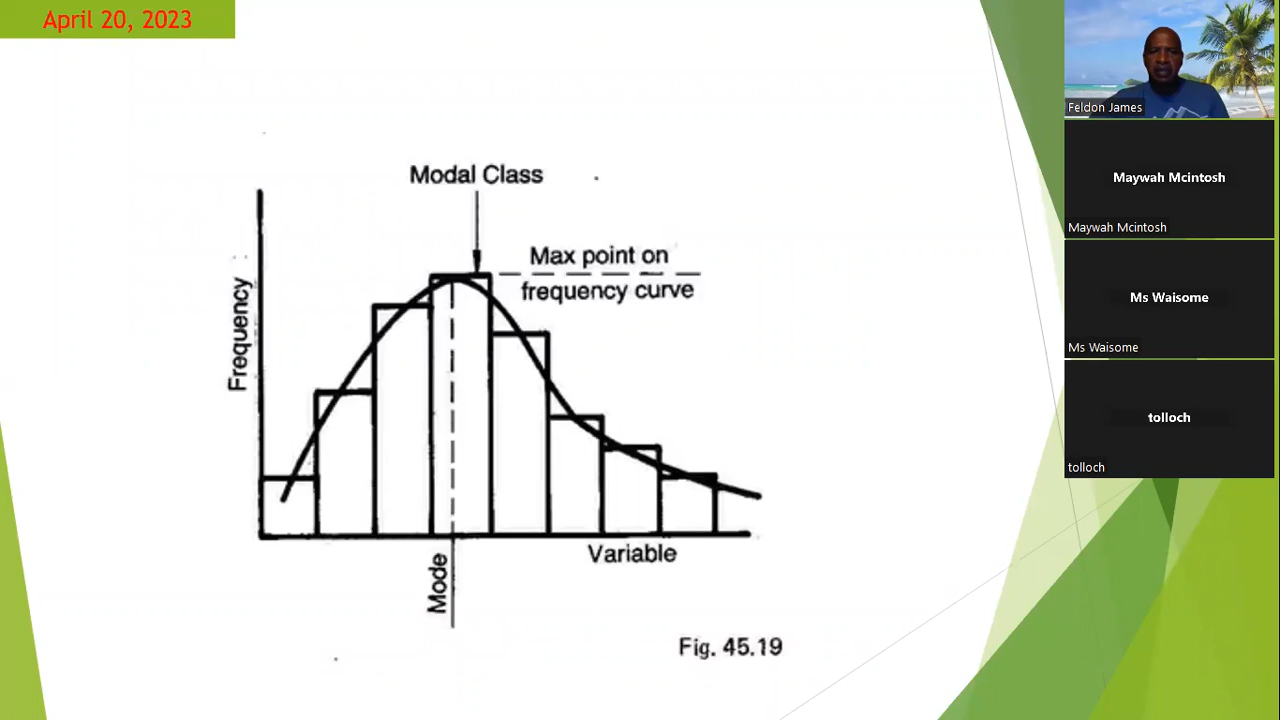 April 20, 2023
Modal Class
Max point on
frequency curve
Frequency
Variable
Mode
Fig. 45.19
Feldon James
Maywah Mcintosh
Maywah Mcintosh
Ms Waisome
Ms Waisome
tolloch
tolloch